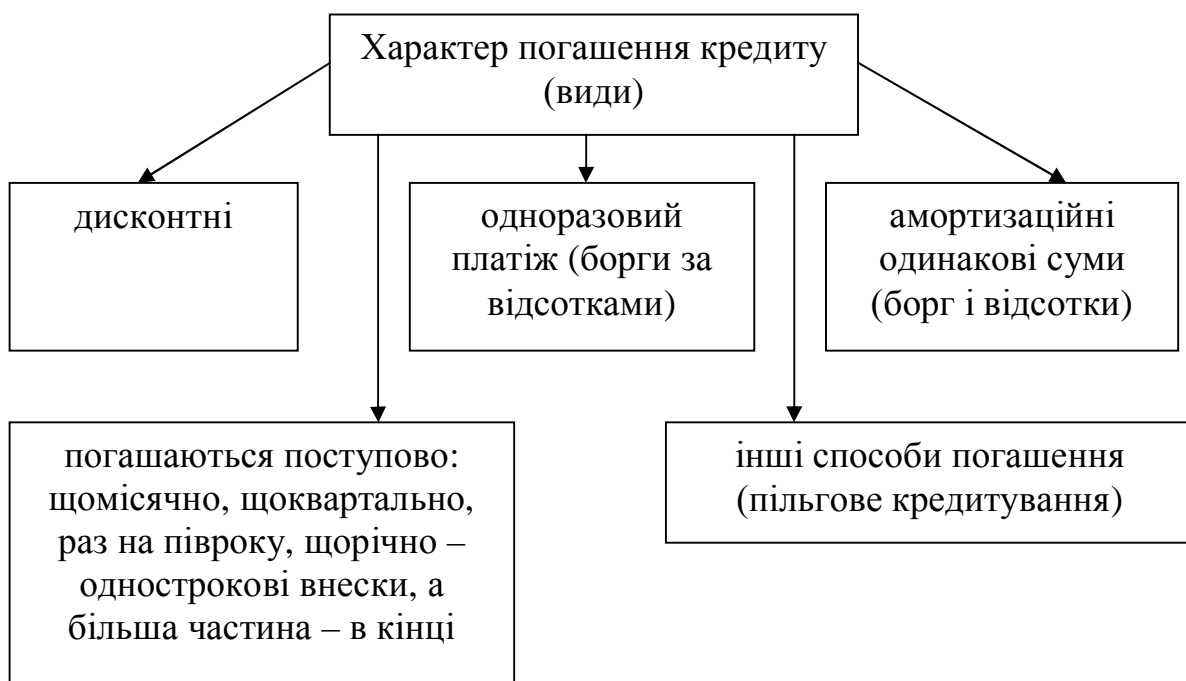 Характер погашення кредиту
(види)
дисконтні
одноразовий
платіж (борги за
відсотками)
амортизаційні
одинакові суми
(борг і відсотки)
погашаються поступово:
щомісячно, щоквартально,
раз на півроку, щорічно –
однострокові внески, а
більша частина – в кінці
інші способи погашення
(пільгове кредитування)